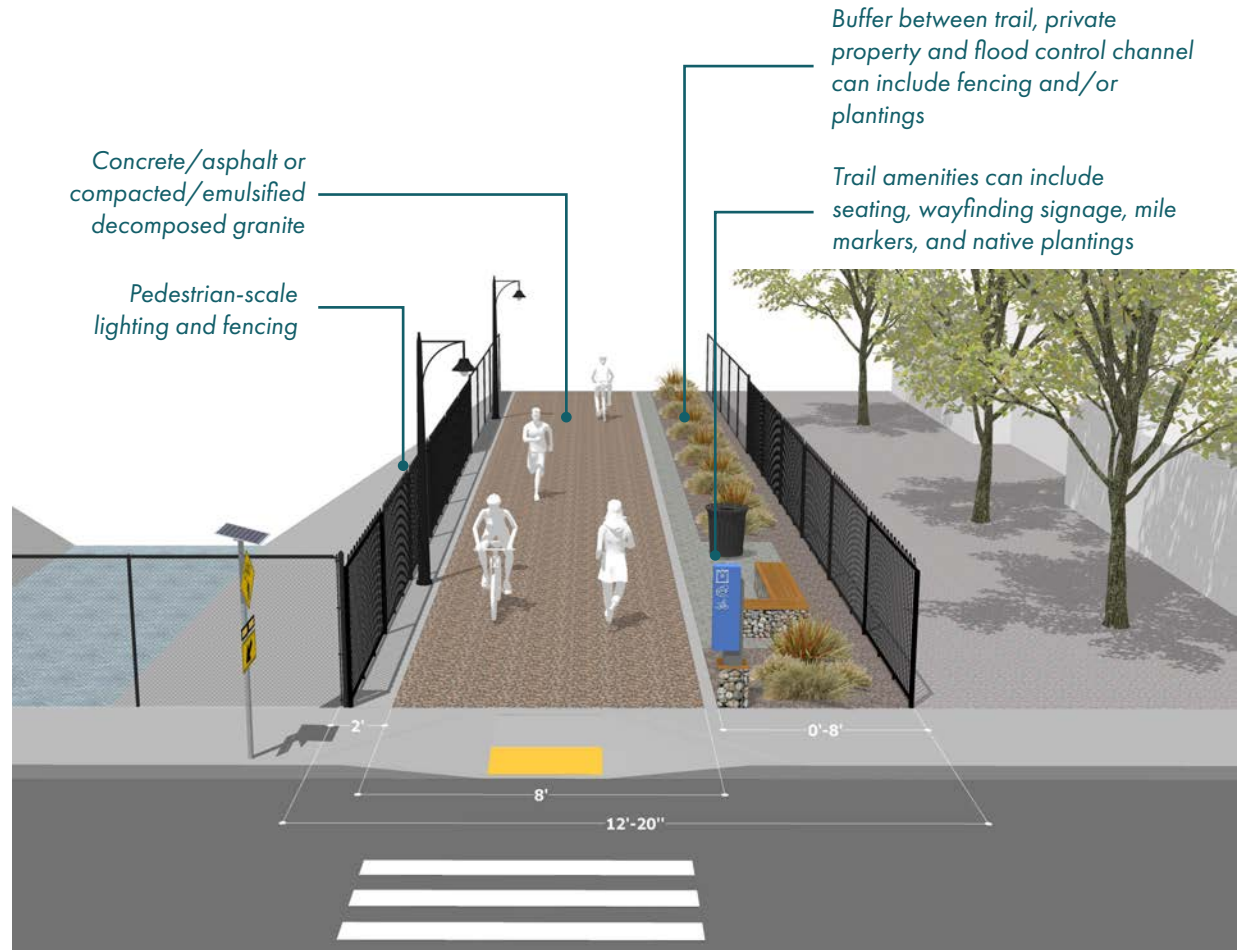 Buffer between trail, private
property and flood control channel
can include fencing and/or
plantings
Concrete/asphalt or
compacted/emulsified
decomposed granite
Trail amenities can include
seating, wayfinding signage, mile
markers, and native plantings
Pedestrian-scale
lighting and fencing
2'
0'-8'
8'
12'-20"